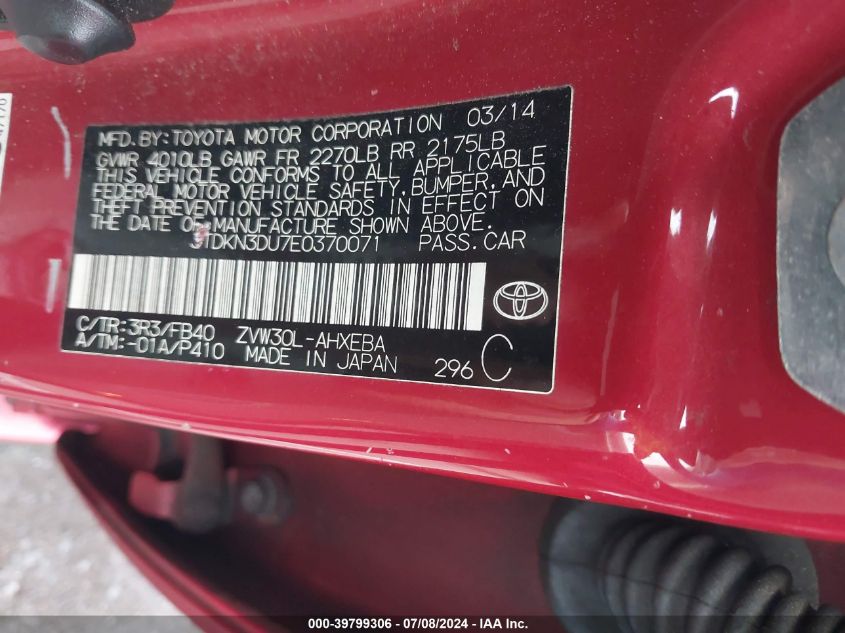 MFD.BY:TOYOTA MOTOR CORPORATION 03/14
GVWR 4010LB GAWR FR 2270LB RR 2175LB
THIS VEHICLE CONFORMS TO ALL APPLICABLE
FEDERAL MOTOR VEHICLE SAFETY,BUMPER,AND
THEFT PREVENTION STANDARDS IN EFFECT ON
THE DATE OF MANUFACTURE SHOWN ABOVE.
JTDKN3DU7E0370071 PASS.CAR
C/TR:3R3/FB40 ZVW30L-AHXEBA
A/TM:-01A/P410 MADE IN JAPAN 296 C
000-39799306 - 07/08/2024 - IAA Inc.